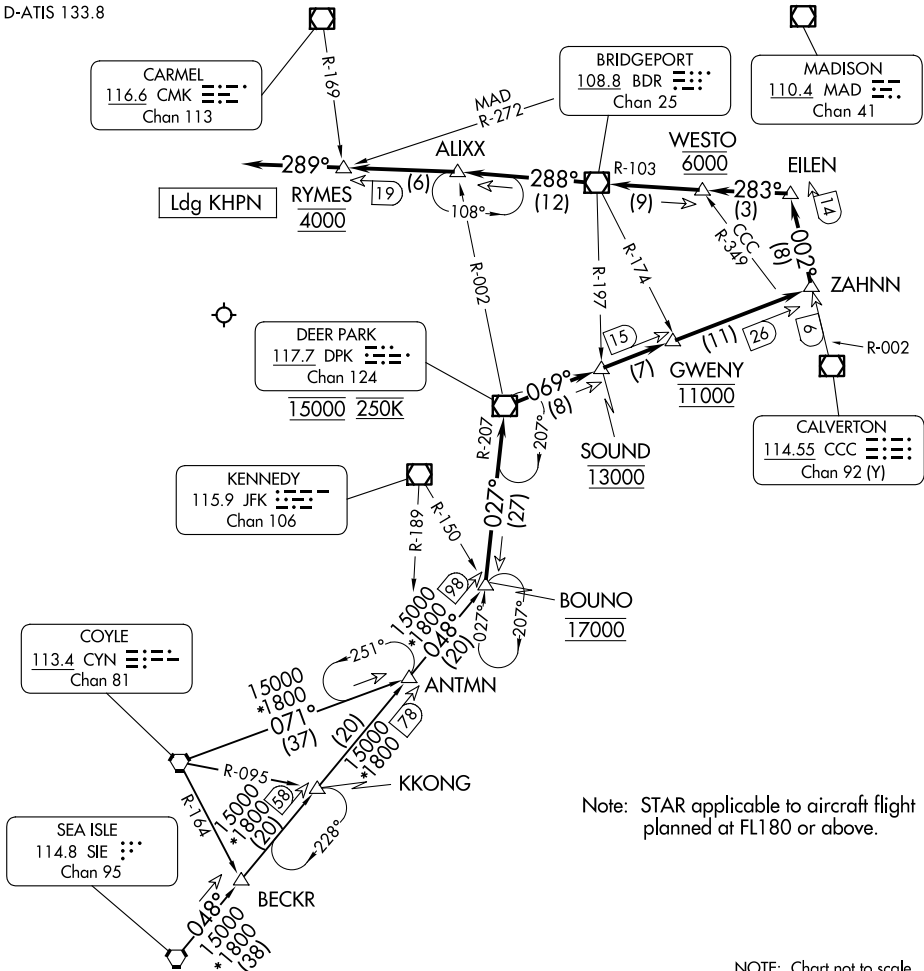 D-ATIS 133.8
CARMEL
116.6 CMK
Chan 113
R-169
MAD
R-272
BRIDGEPORT
108.8 BDR
Chan 25
MADISON
110.4 MAD
Chan 41
WESTO
6000
EILEN
ALIXX
R-103
289°
RYMES
4000
19
(6)
108°
288°
(12)
(9)
283°
(3)
14
Ldg KHPN
CCC
R-349
002°
(8)
R-002
R-197
R-174
ZAHNN
DEER PARK
117.7 DPK
Chan 124
15000 250K
15
(11)
26
9
R-002
069°
(8)
(7)
GWENY
11000
R-207
207°
SOUND
13000
CALVERTON
114.55 CCC
Chan 92 (Y)
KENNEDY
115.9 JFK
Chan 106
R-189
R-150
027°
(27)
BOUNO
17000
027°
207°
15000
*1800
98
048°
(20)
COYLE
113.4 CYN
Chan 81
251°
ANTMN
15000
*1800
071°
(37)
(20)
15000
*1800
78
R-095
R-164
15000
*1800
58
(20)
KKONG
228°
Note: STAR applicable to aircraft flight
planned at FL180 or above.
SEA ISLE
114.8 SIE
Chan 95
BECKR
048°
15000
*1800
(38)
NOTE: Chart not to scale